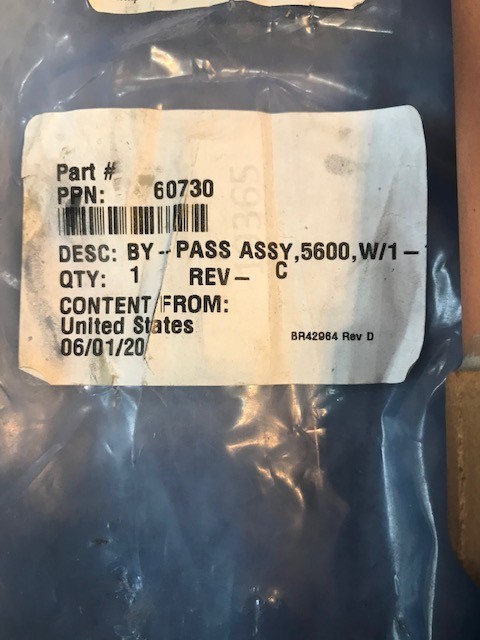 Part #
PPN: 60730
DESC: BY-PASS ASSY,5600,W/1-
QTY: 1 REV- C
CONTENT FROM:
United States
06/01/20
BR42964 Rev D